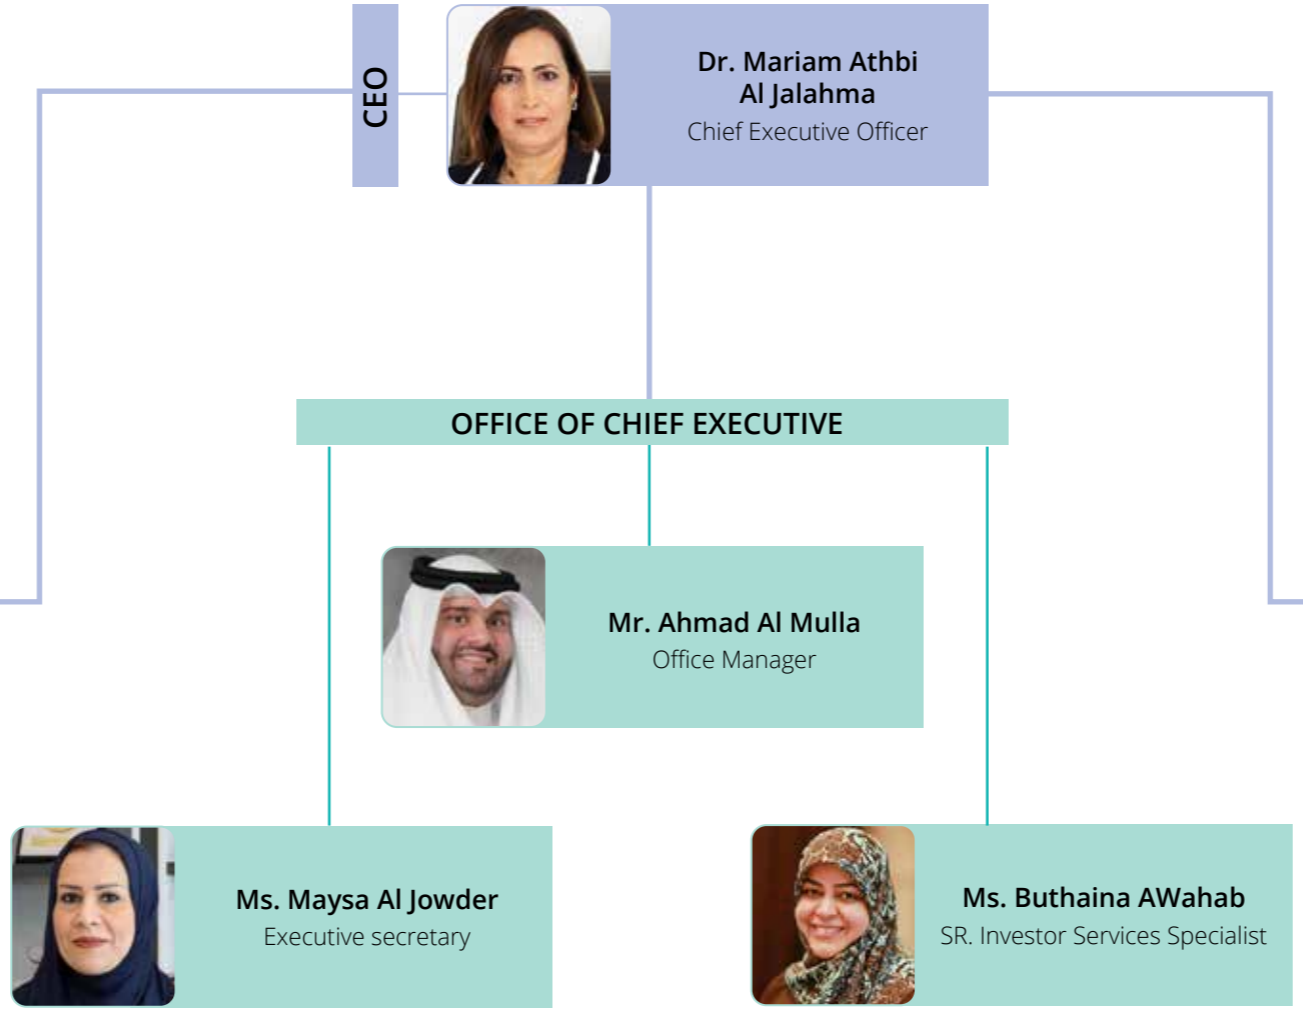 CEO
Dr. Mariam Athbi
Al Jalahma
Chief Executive Officer
OFFICE OF CHIEF EXECUTIVE
Mr. Ahmad Al Mulla
Office Manager
Ms. Maysa Al Jowder
Executive secretary
Ms. Buthaina AWahab
SR. Investor Services Specialist